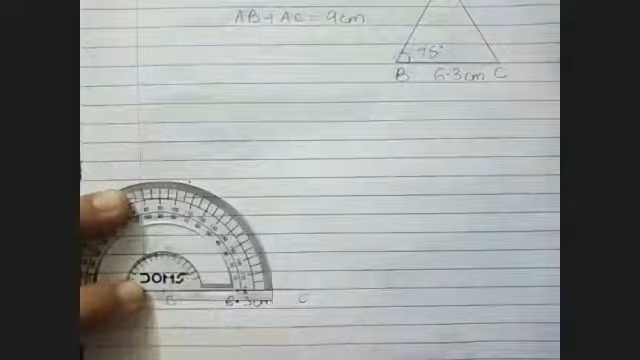 AB + AC = 9cm
75°
B 6.3cm C
DOMS
B 6.3cm C